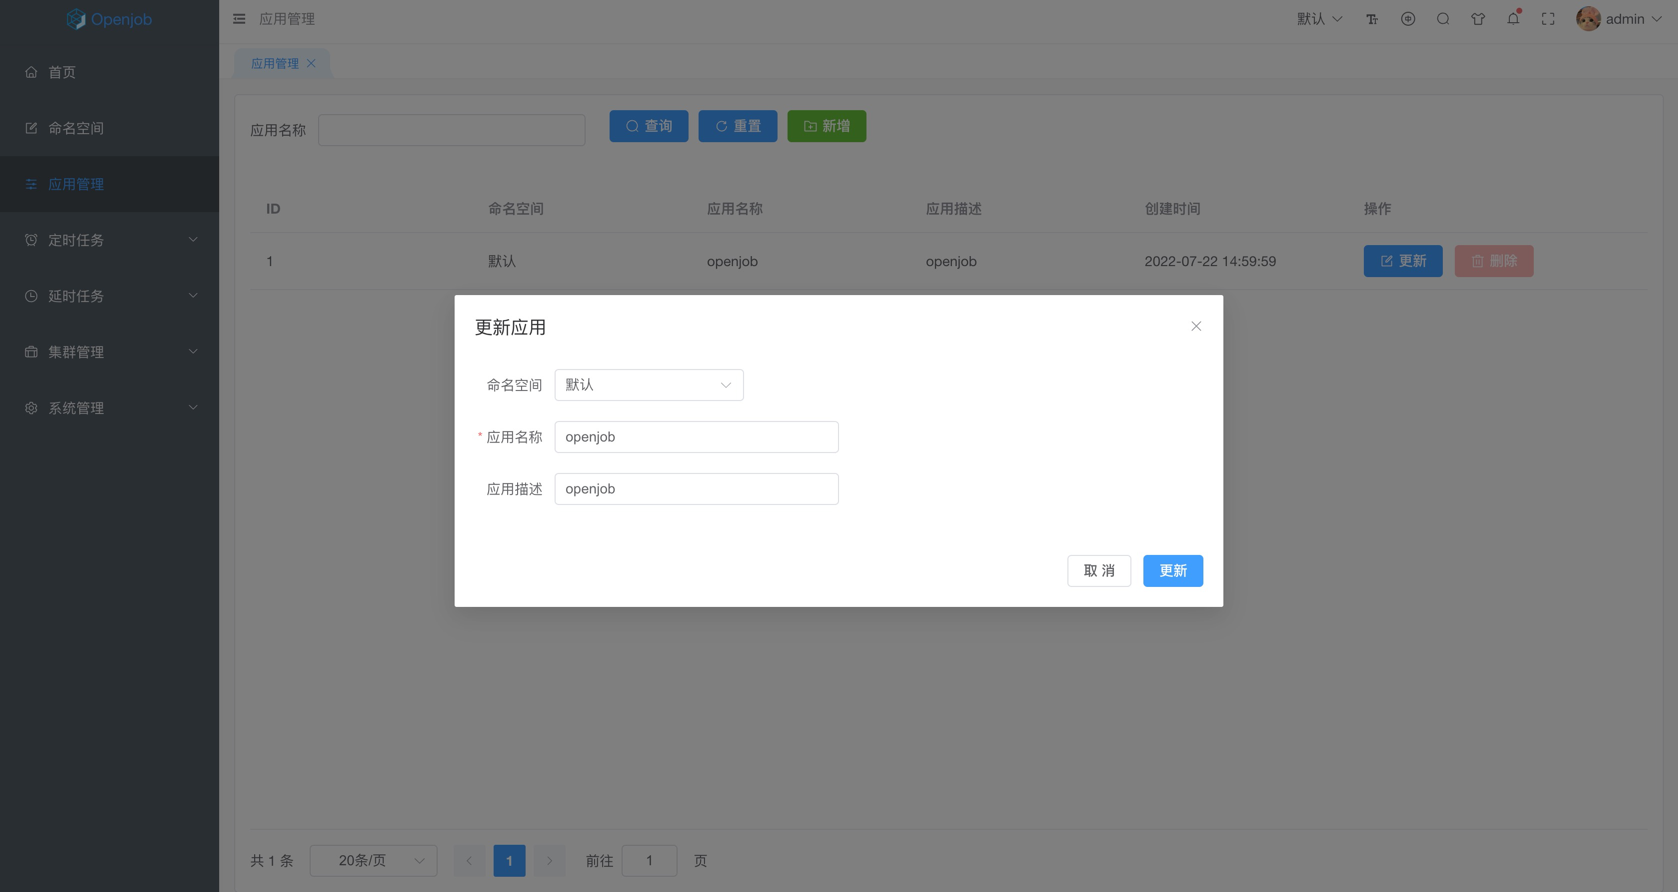 Openjob
应用管理
默认
admin
首页
命名空间
应用管理
定时任务
延时任务
集群管理
系统管理
应用管理
应用名称
查询
重置
新增
ID 命名空间 应用名称 应用描述 创建时间 操作
1 默认 openjob openjob 2022-07-22 14:59:59 更新 删除
更新应用
命名空间 默认
* 应用名称 openjob
应用描述 openjob
取 消 更新
共 1 条 20条/页 1 前往 1 页